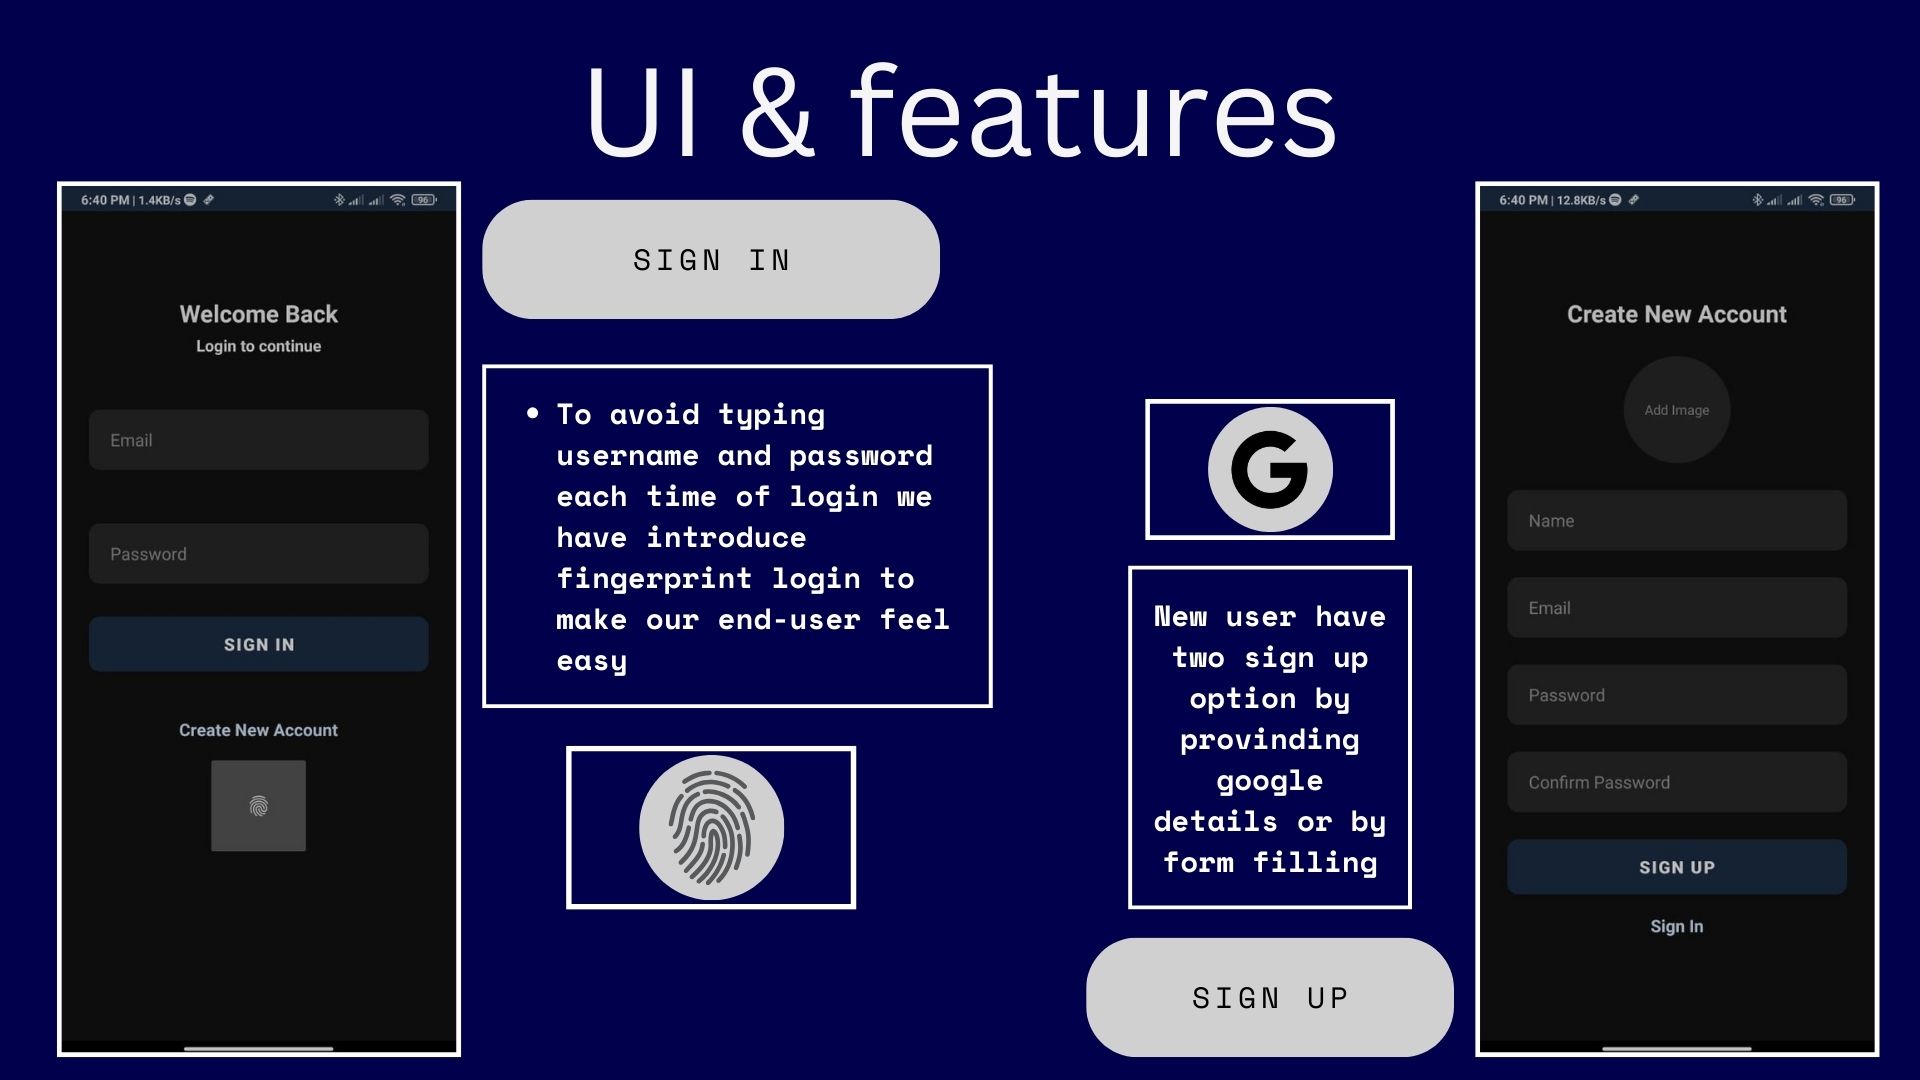 UI & features
6:40 PM | 1.4KB/s
96
Welcome Back
Login to continue
Email
Password
SIGN IN
Create New Account
SIGN IN
• To avoid typing
username and password
each time of login we
have introduce
fingerprint login to
make our end-user feel
easy
G
New user have
two sign up
option by
provinding
google
details or by
form filling
SIGN UP
6:40 PM | 12.8KB/s
96
Create New Account
Add Image
Name
Email
Password
Confirm Password
SIGN UP
Sign In